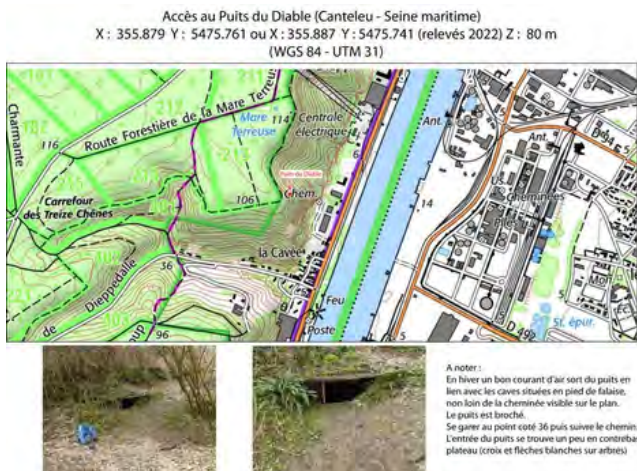 Accès au Puits du Diable (Canteleu - Seine maritime)
X : 355.879 Y : 5475.761 ou X : 355.887 Y : 5475.741 (relevés 2022) Z : 80 m
(WGS 84 - UTM 31)
Charmante
Route Forestière de la Mare Terreuse
Mare
Terreuse
114
Centrale
électrique
116
Ant.
Ant.
Puits du Diable
Chem.
Carrefour
des Treize Chênes
106
14
Cheminées
la Cavée
36
de Dieppedalle
96
Feu
Poste
St. épur.
A noter :
En hiver un bon courant d'air sort du puits en
lien avec les caves situées en pied de falaise,
non loin de la cheminée visible sur le plan.
Le puits est broché.
Se garer au point coté 36 puis suivre le chemin
L'entrée du puits se trouve un peu en contreba
plateau (croix et flèches blanches sur arbres)